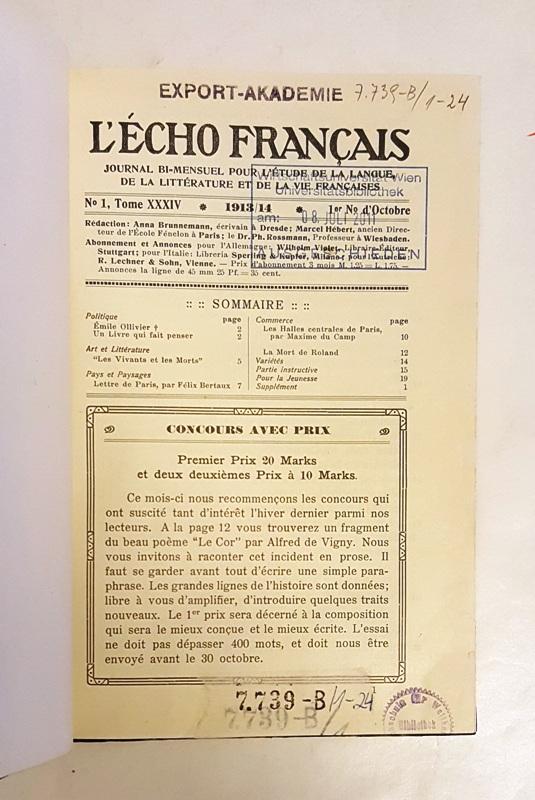 EXPORT-AKADEMIE 7.739-B/1-24
L'ÉCHO FRANÇAIS
JOURNAL BI-MENSUEL POUR L'ÉTUDE DE LA LANGUE,
DE LA LITTÉRATURE ET DE LA VIE FRANÇAISES
Wirtschaftsuniversität Wien
Universitätsbibliothek
am: 08. JULI 2011
AUSGESCHIEDEN
No 1, Tome XXXIV * 1913/14 * 1er No d'Octobre
Rédaction: Anna Brunnemann, écrivain à Dresde; Marcel Hébert, ancien Direc-
teur de l'École Fénelon à Paris; le Dr. Ph. Rossmann, Professeur à Wiesbaden.
Abonnement et Annonces pour l'Allemagne: Wilhelm Violet, Libraire-Éditeur,
Stuttgart; pour l'Italie: Libreria Sperling & Kupfer, Milano; pour l'Autriche:
R. Lechner & Sohn, Vienne. — Prix d'abonnement 3 mois M. 1.25 = L. 1.75. —
Annonces la ligne de 45 mm 25 Pf. = 35 cent.
:: :: SOMMAIRE :: ::
Politique page
Émile Ollivier † 2
Un Livre qui fait penser 2
Art et Littérature
"Les Vivants et les Morts" 5
Pays et Paysages
Lettre de Paris, par Félix Bertaux 7
Commerce page
Les Halles centrales de Paris,
par Maxime du Camp 10
La Mort de Roland 12
Variétés 14
Partie instructive 15
Pour la Jeunesse 19
Supplément 1
CONCOURS AVEC PRIX
Premier Prix 20 Marks
et deux deuxièmes Prix à 10 Marks.
Ce mois-ci nous recommençons les concours qui
ont suscité tant d'intérêt l'hiver dernier parmi nos
lecteurs. A la page 12 vous trouverez un fragment
du beau poème "Le Cor" par Alfred de Vigny. Nous
vous invitons à raconter cet incident en prose. Il
faut se garder avant tout d'écrire une simple para-
phrase. Les grandes lignes de l'histoire sont données;
libre à vous d'amplifier, d'introduire quelques traits
nouveaux. Le 1er prix sera décerné à la composition
qui sera le mieux conçue et le mieux écrite. L'essai
ne doit pas dépasser 400 mots, et doit nous être
envoyé avant le 30 octobre.
7.739-B/1-24
7.739-B/
Bibliothek